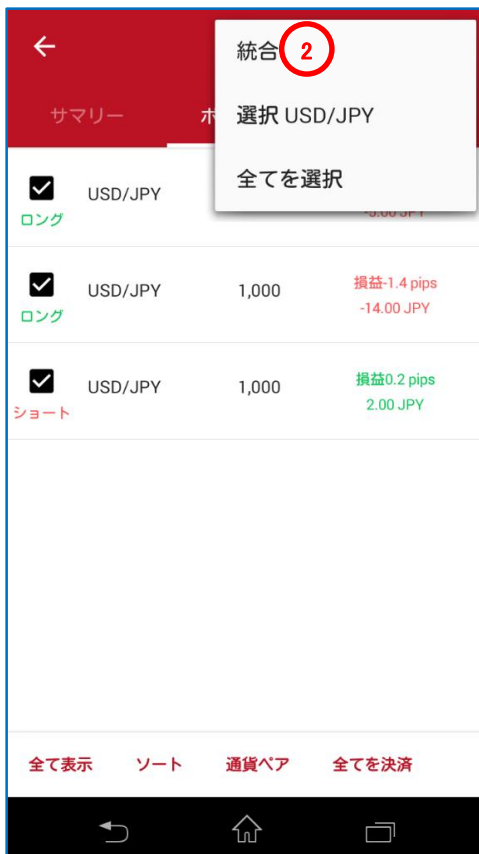 統合 2
サマリー
選択 USD/JPY
全てを選択
USD/JPY
ロング
USD/JPY 1,000 損益-1.4 pips
ロング -14.00 JPY
USD/JPY 1,000 損益0.2 pips
ショート 2.00 JPY
全て表示 ソート 通貨ペア 全てを決済